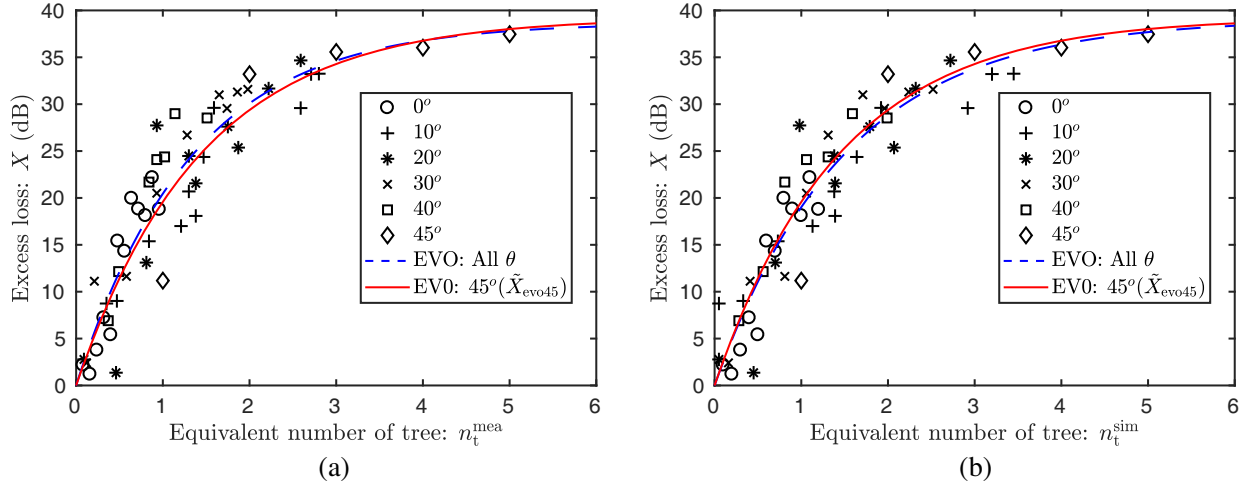 40
35
30
25
20
15
10
5
0
Excess loss: X (dB)
0°
10°
20°
30°
40°
45°
EVO: All θ
EV0: 45°(X̃evo45)
0 1 2 3 4 5 6
Equivalent number of tree: n_t^mea
(a)
40
35
30
25
20
15
10
5
0
Excess loss: X (dB)
0°
10°
20°
30°
40°
45°
EVO: All θ
EV0: 45°(X̃evo45)
0 1 2 3 4 5 6
Equivalent number of tree: n_t^sim
(b)